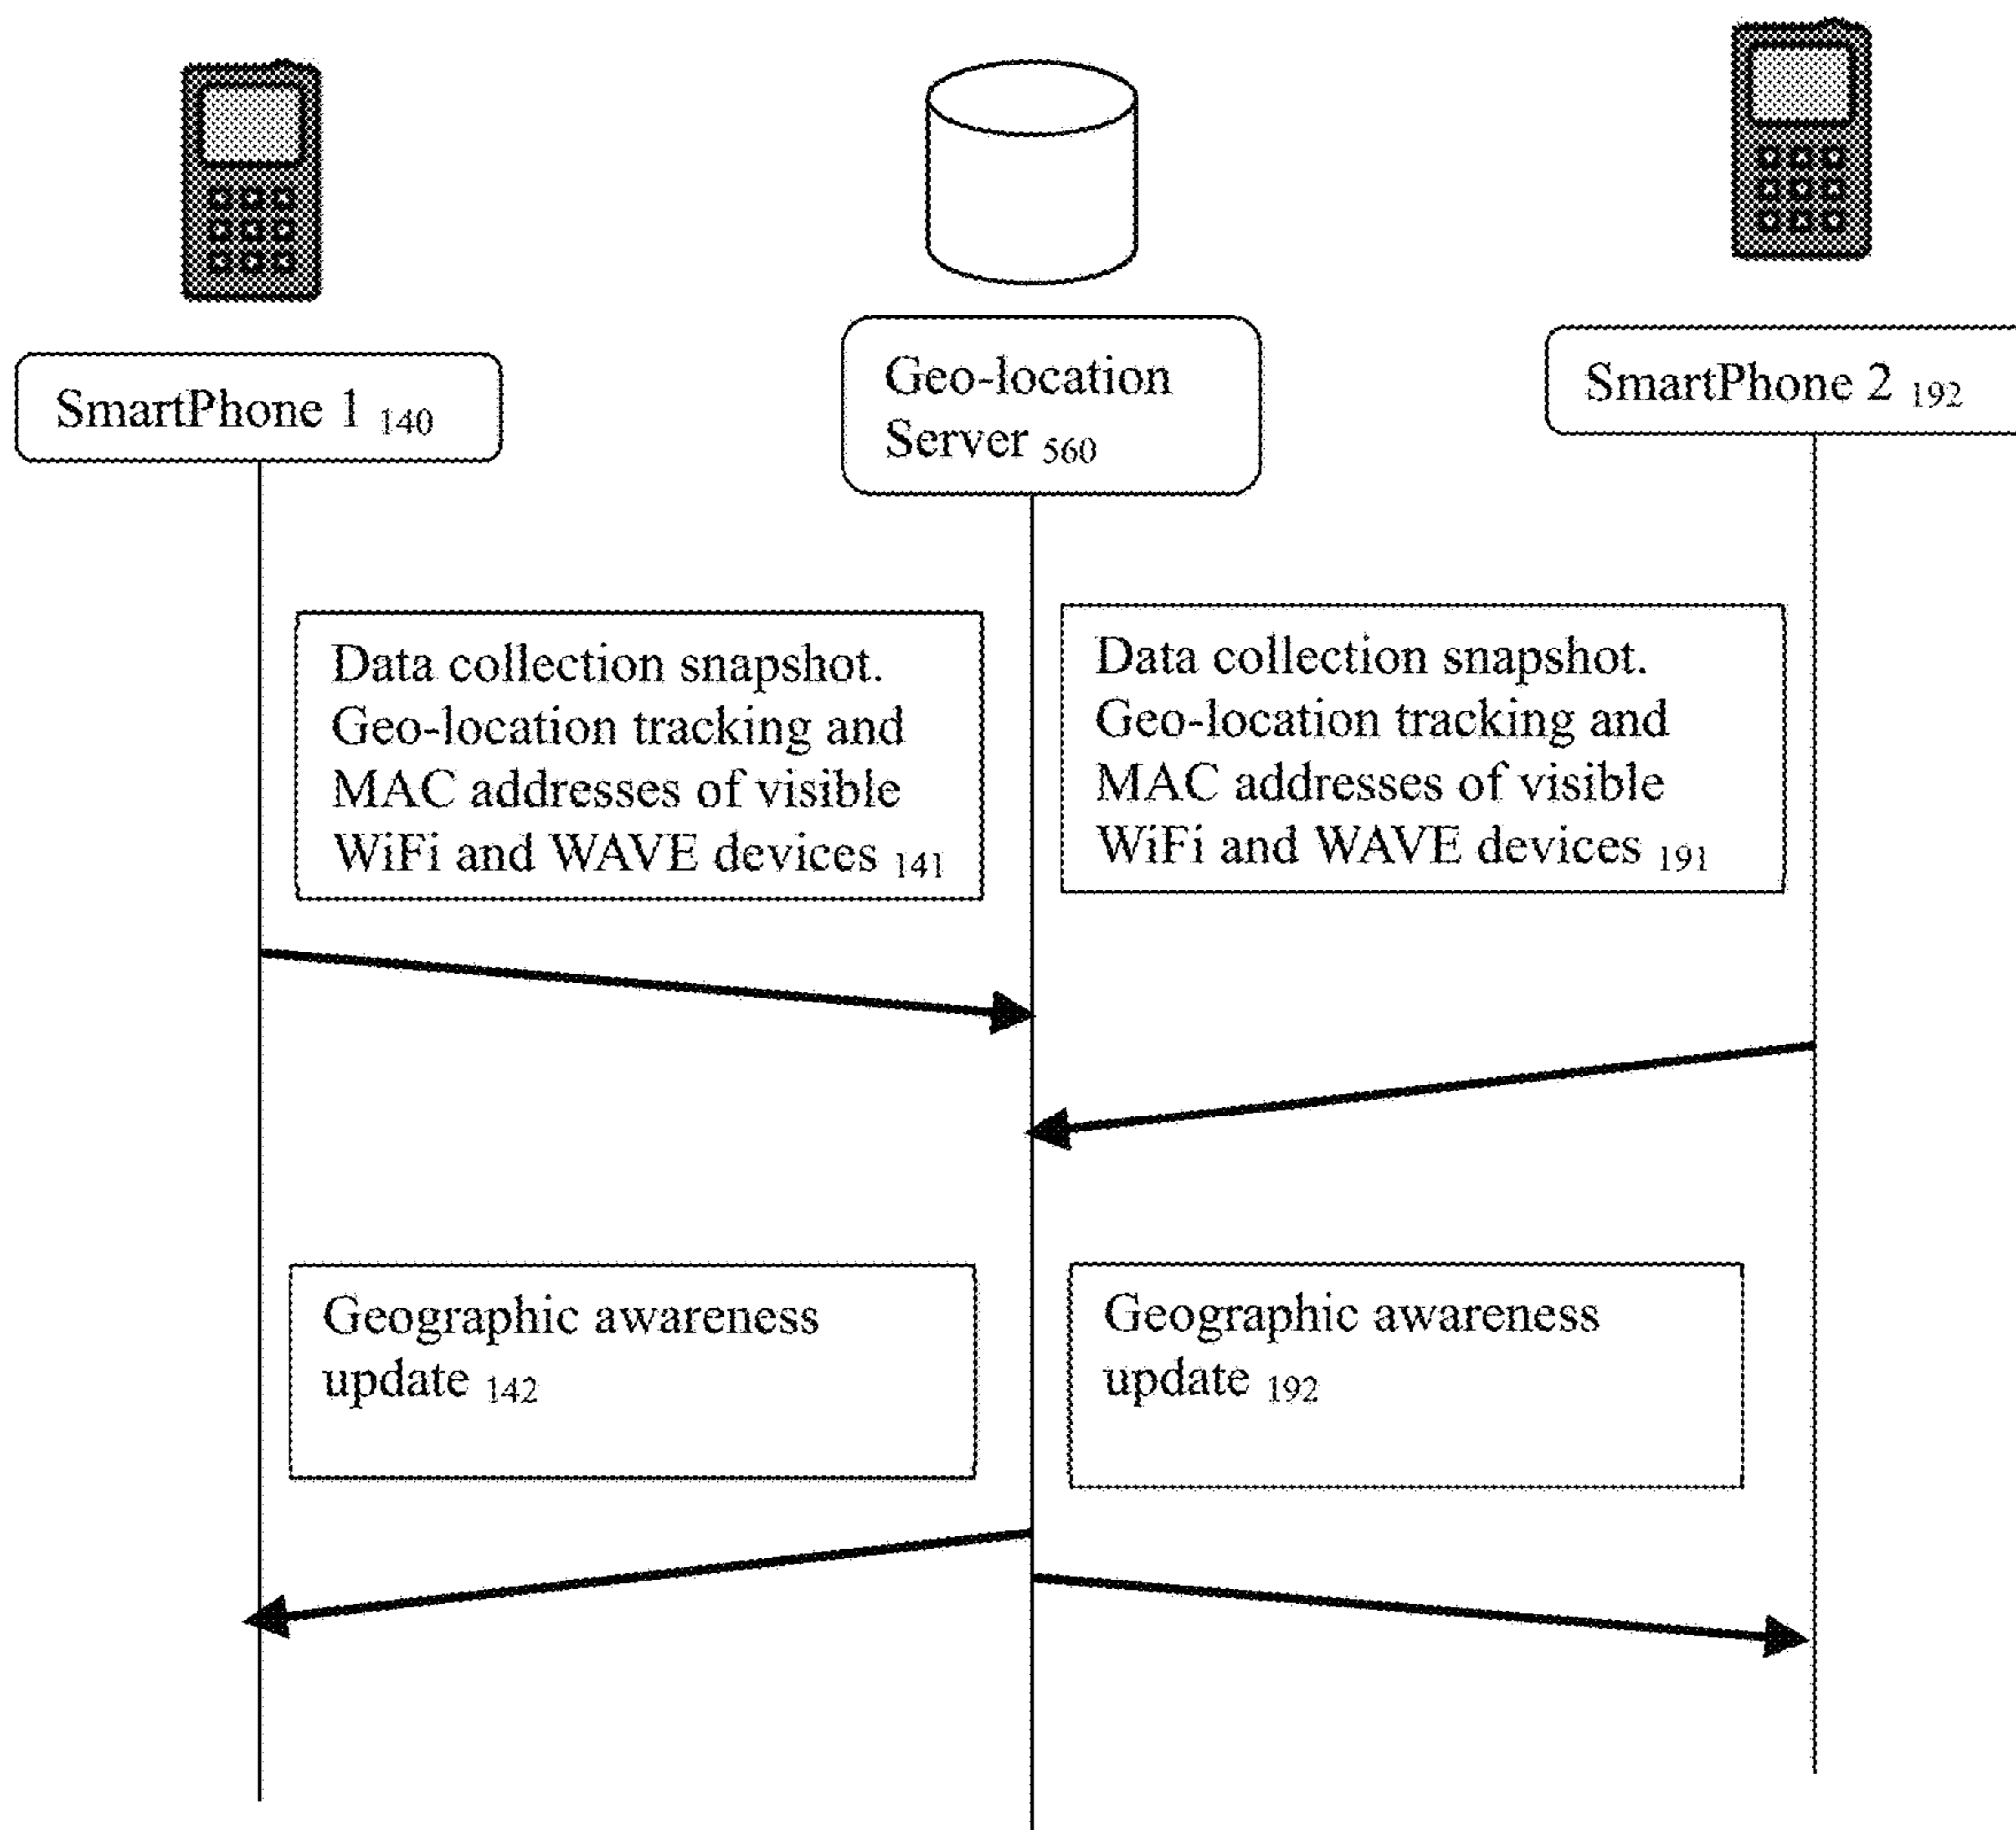 SmartPhone 1 140
Geo-location
Server 560
SmartPhone 2 192
Data collection snapshot.
Geo-location tracking and
MAC addresses of visible
WiFi and WAVE devices 141
Data collection snapshot.
Geo-location tracking and
MAC addresses of visible
WiFi and WAVE devices 191
Geographic awareness
update 142
Geographic awareness
update 192